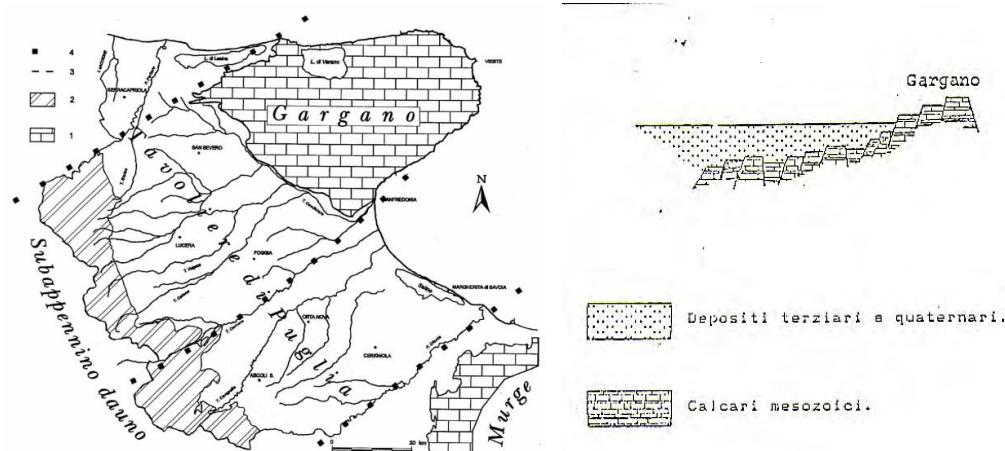 4
3
2
1
L. di Lesina
L. di Varano
VIESTE
SERRACAPRIOLA
Gargano
SAN SEVERO
N
MANFREDONIA
Tavoliere di Puglia
LUCERA
FOGGIA
Saline
MARGHERITA di SAVOIA
ORTA NOVA
CERIGNOLA
ASCOLI S.
Subappennino dauno
Murge
0 20 km
Gargano
Depositi terziari e quaternari.
Calcari mesozoici.